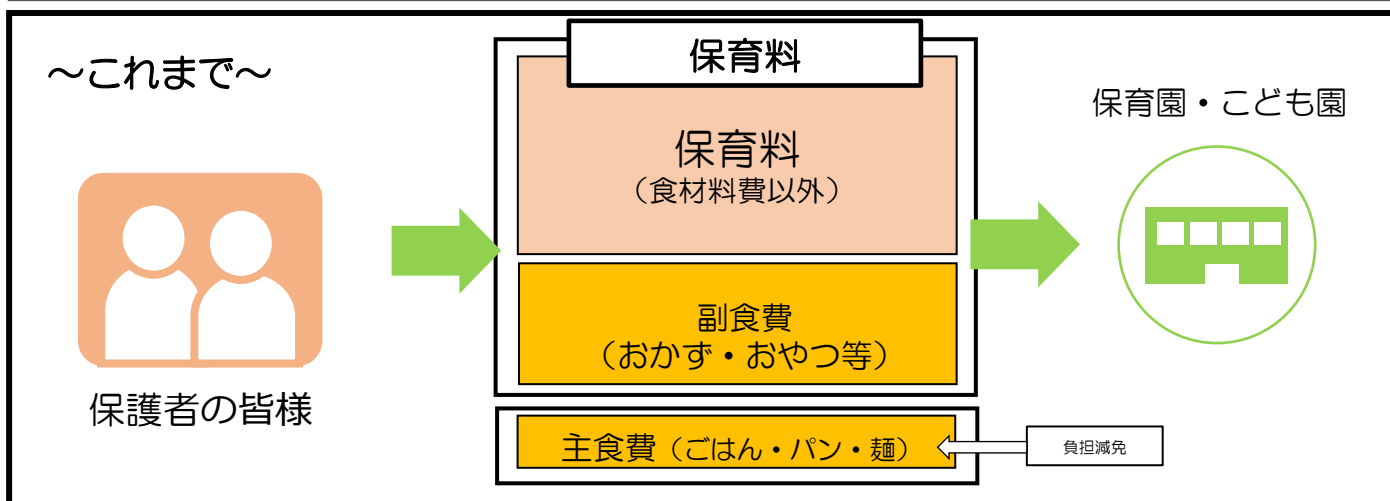 ～これまで～
保育料
保育園・こども園
保育料
（食材料費以外）
副食費
（おかず・おやつ等）
保護者の皆様
主食費（ごはん・パン・麺）
負担減免